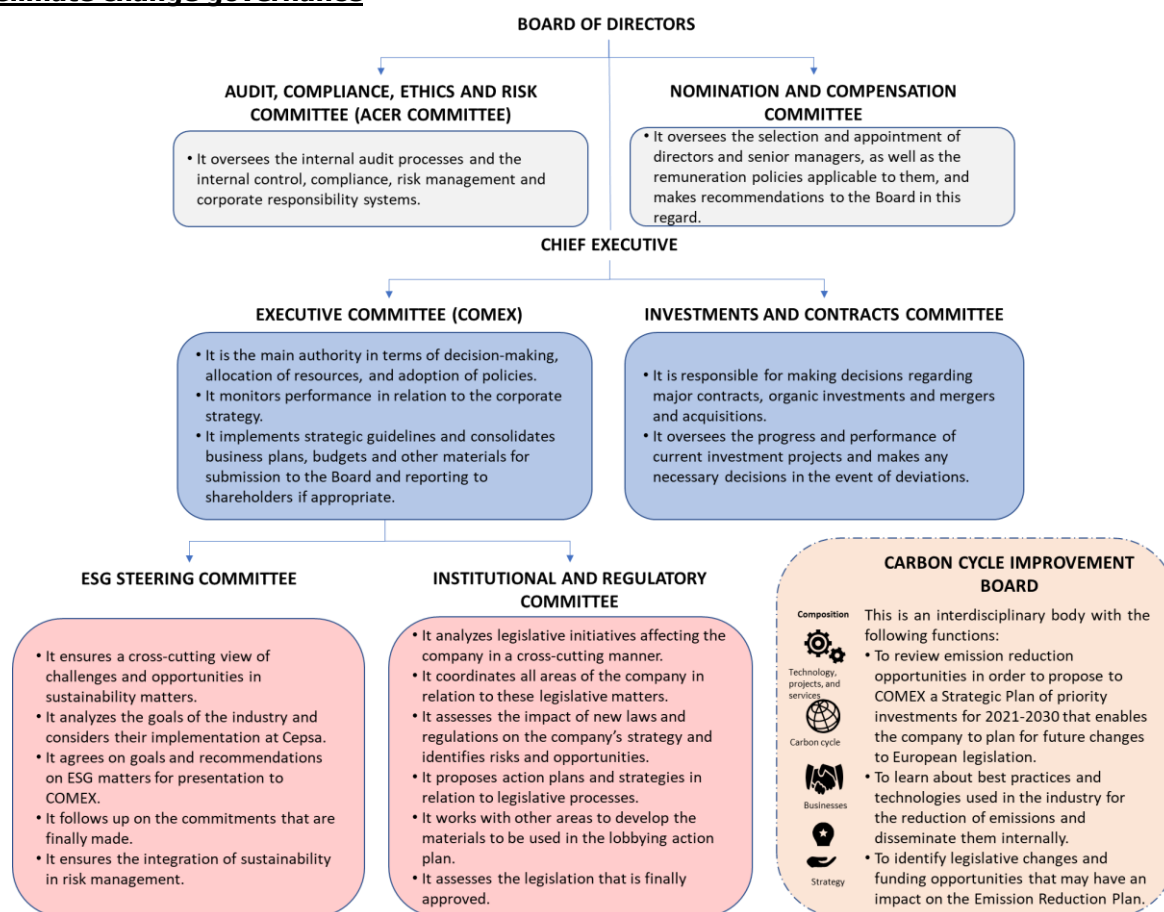 climate change governance
BOARD OF DIRECTORS
AUDIT, COMPLIANCE, ETHICS AND RISK
COMMITTEE (ACER COMMITTEE)
• It oversees the internal audit processes and the
internal control, compliance, risk management and
corporate responsibility systems.
NOMINATION AND COMPENSATION
COMMITTEE
• It oversees the selection and appointment of
directors and senior managers, as well as the
remuneration policies applicable to them, and
makes recommendations to the Board in this
regard.
CHIEF EXECUTIVE
EXECUTIVE COMMITTEE (COMEX)
• It is the main authority in terms of decision-making,
allocation of resources, and adoption of policies.
• It monitors performance in relation to the corporate
strategy.
• It implements strategic guidelines and consolidates
business plans, budgets and other materials for
submission to the Board and reporting to
shareholders if appropriate.
INVESTMENTS AND CONTRACTS COMMITTEE
• It is responsible for making decisions regarding
major contracts, organic investments and mergers
and acquisitions.
• It oversees the progress and performance of
current investment projects and makes any
necessary decisions in the event of deviations.
ESG STEERING COMMITTEE
• It ensures a cross-cutting view of
challenges and opportunities in
sustainability matters.
• It analyzes the goals of the industry and
considers their implementation at Cepsa.
• It agrees on goals and recommendations
on ESG matters for presentation to
COMEX.
• It follows up on the commitments that are
finally made.
• It ensures the integration of sustainability
in risk management.
INSTITUTIONAL AND REGULATORY
COMMITTEE
• It analyzes legislative initiatives affecting the
company in a cross-cutting manner.
• It coordinates all areas of the company in
relation to these legislative matters.
• It assesses the impact of new laws and
regulations on the company's strategy and
identifies risks and opportunities.
• It proposes action plans and strategies in
relation to legislative processes.
• It works with other areas to develop the
materials to be used in the lobbying action
plan.
• It assesses the legislation that is finally
approved.
CARBON CYCLE IMPROVEMENT
BOARD
Composition
Technology,
projects, and
services
Carbon cycle
Businesses
Strategy
This is an interdisciplinary body with the
following functions:
• To review emission reduction
opportunities in order to propose to
COMEX a Strategic Plan of priority
investments for 2021-2030 that enables
the company to plan for future changes
to European legislation.
• To learn about best practices and
technologies used in the industry for
the reduction of emissions and
disseminate them internally.
• To identify legislative changes and
funding opportunities that may have an
impact on the Emission Reduction Plan.